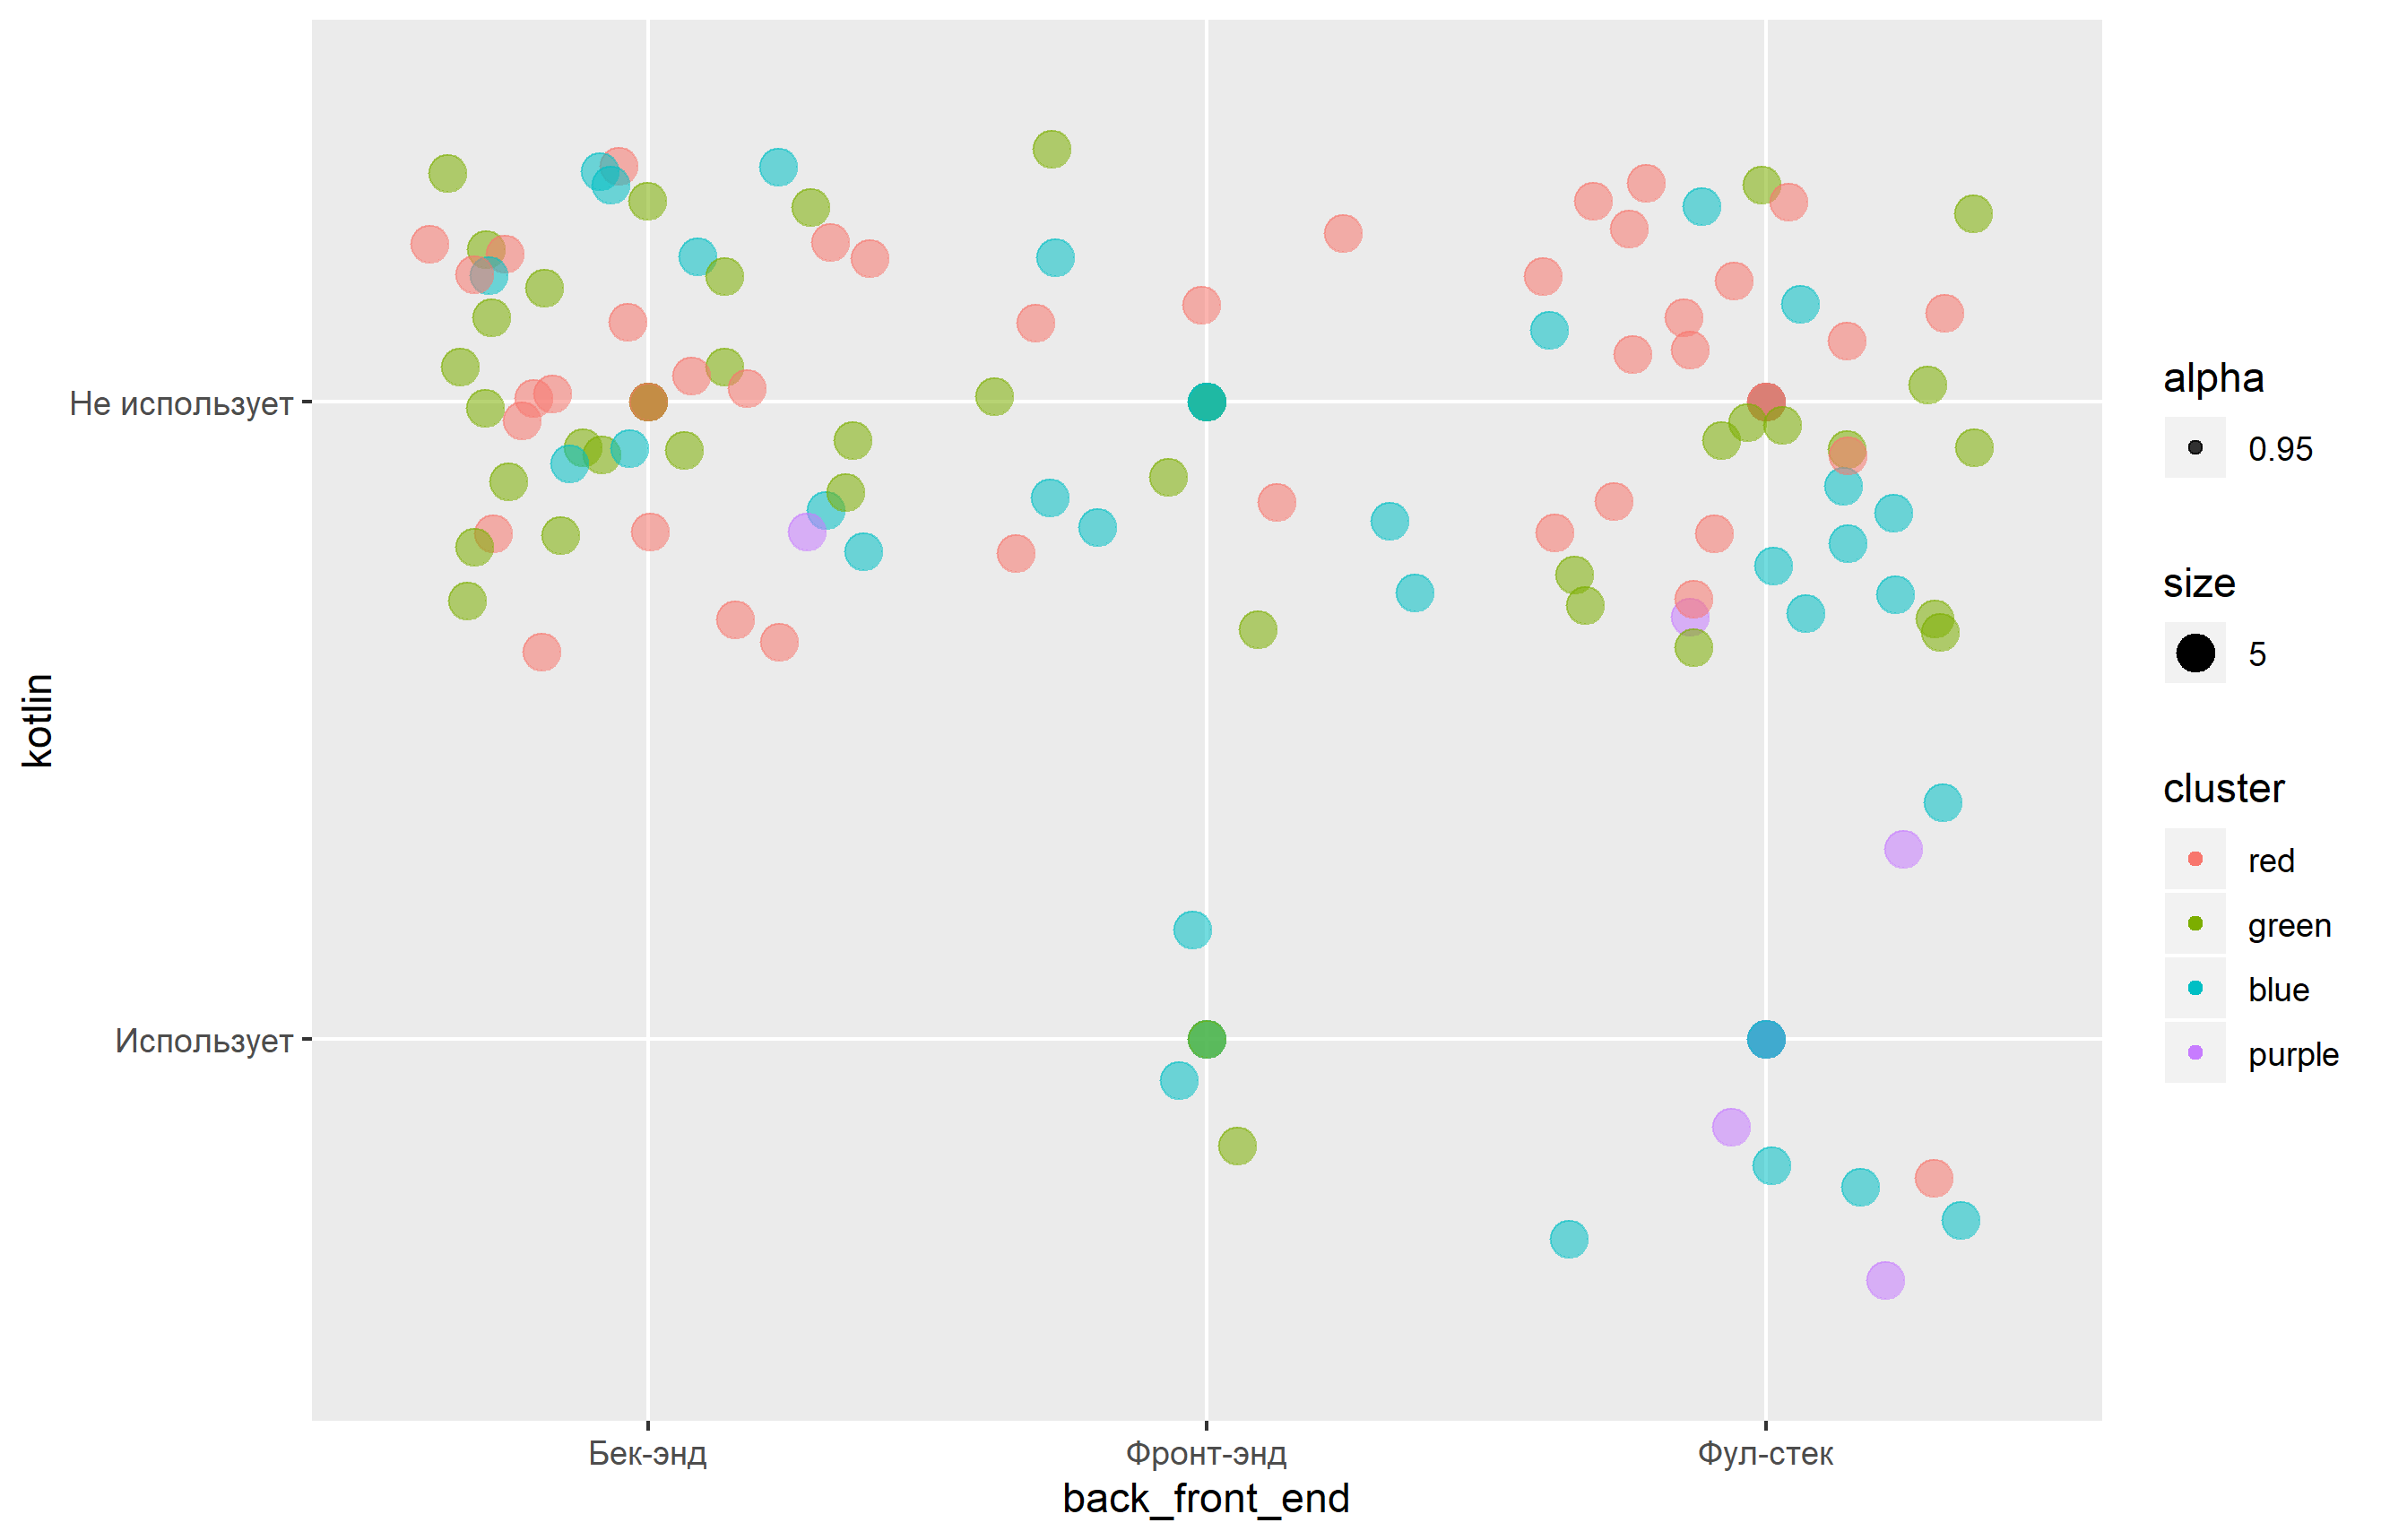 kotlin
Не использует
Использует
Бек-энд
Фронт-энд
Фул-стек
back_front_end
alpha
0.95
size
5
cluster
red
green
blue
purple